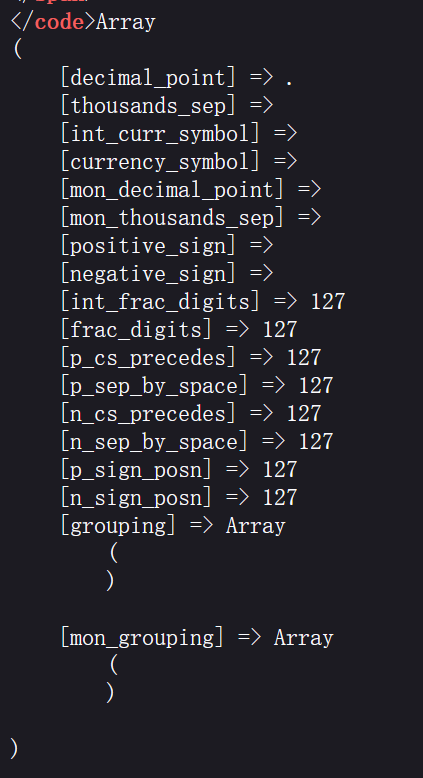 </code>Array
(
[decimal_point] => .
[thousands_sep] =>
[int_curr_symbol] =>
[currency_symbol] =>
[mon_decimal_point] =>
[mon_thousands_sep] =>
[positive_sign] =>
[negative_sign] =>
[int_frac_digits] => 127
[frac_digits] => 127
[p_cs_precedes] => 127
[p_sep_by_space] => 127
[n_cs_precedes] => 127
[n_sep_by_space] => 127
[p_sign_posn] => 127
[n_sign_posn] => 127
[grouping] => Array
(
)
[mon_grouping] => Array
(
)
)